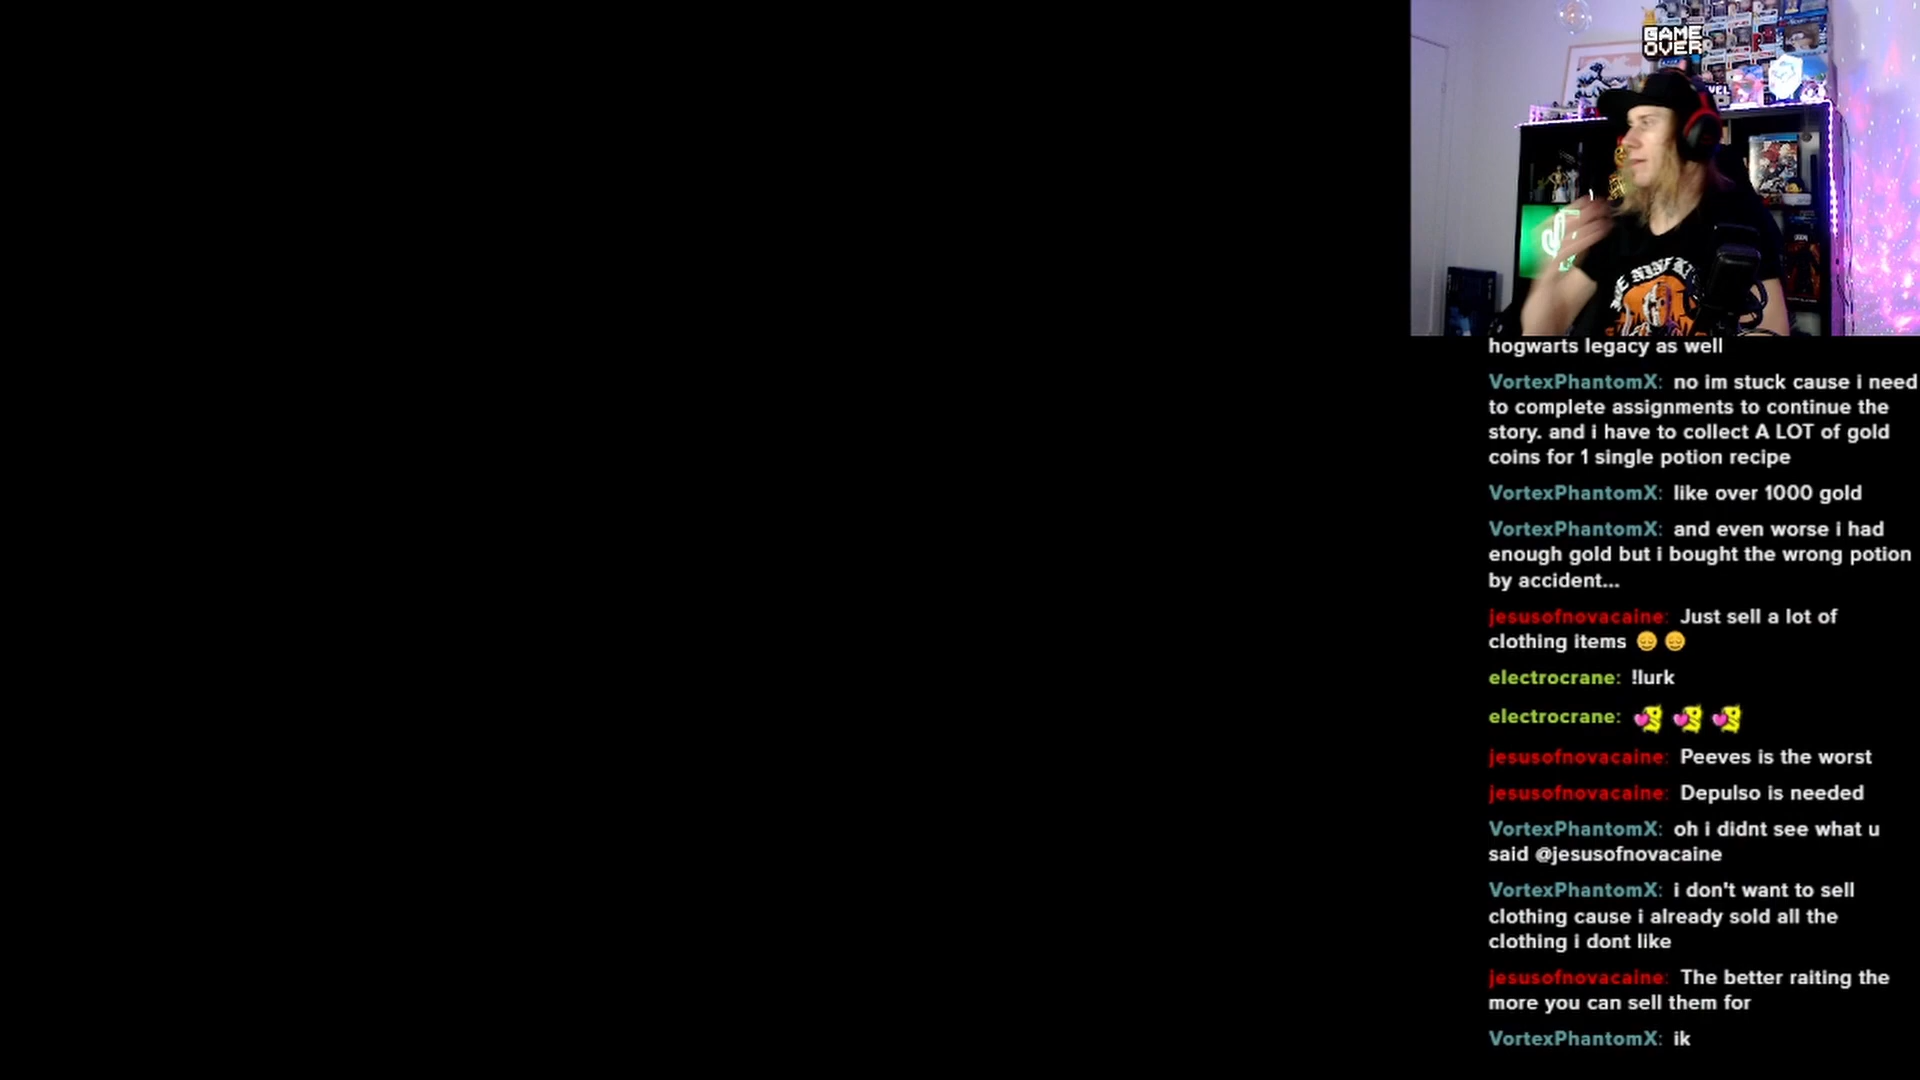 GAME
OVER
hogwarts legacy as well
VortexPhantomX: no im stuck cause i need
to complete assignments to continue the
story. and i have to collect A LOT of gold
coins for 1 single potion recipe
VortexPhantomX: like over 1000 gold
VortexPhantomX: and even worse i had
enough gold but i bought the wrong potion
by accident...
jesusofnovacaine: Just sell a lot of
clothing items 😑 😑
electrocrane: !lurk
electrocrane:
jesusofnovacaine: Peeves is the worst
jesusofnovacaine: Depulso is needed
VortexPhantomX: oh i didnt see what u
said @jesusofnovacaine
VortexPhantomX: i don't want to sell
clothing cause i already sold all the
clothing i dont like
jesusofnovacaine: The better raiting the
more you can sell them for
VortexPhantomX: ik